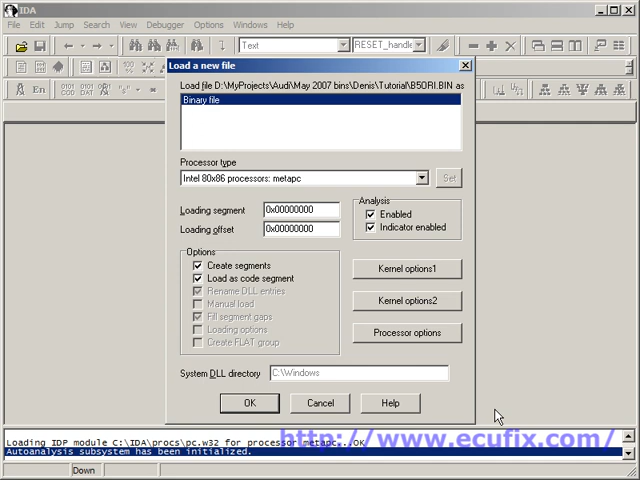 IDA
File Edit Jump Search View Debugger Options Windows Help
Text RESET_handle
En
Load a new file
Load file D:\MyProjects\Audi\May 2007 bins\Denis\Tutorial\B5ORI.BIN as
Binary file
Processor type
Intel 80x86 processors: metapc
Set
Loading segment 0x00000000
Loading offset 0x00000000
Analysis
Enabled
Indicator enabled
Options
Create segments
Load as code segment
Rename DLL entries
Manual load
Fill segment gaps
Loading options
Create FLAT group
Kernel options1
Kernel options2
Processor options
System DLL directory C:\Windows
OK Cancel Help
Loading IDP module C:\IDA\procs\pc.w32 for processor metapc...OK
Autoanalysis subsystem has been initialized.
http://www.ecufix.com/
Down